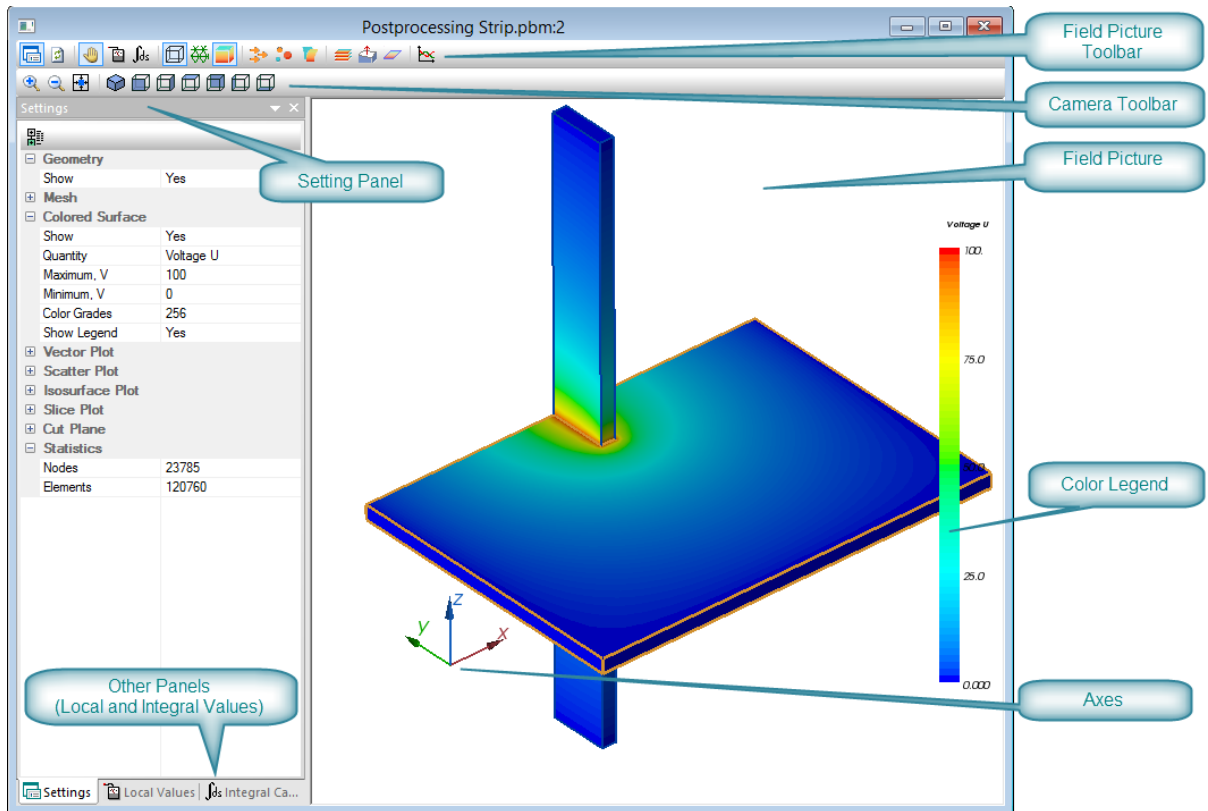 Postprocessing Strip.pbm:2
Field Picture
Toolbar
Camera Toolbar
Field Picture
Settings
Setting Panel
Geometry
Show Yes
Mesh
Colored Surface
Show Yes
Quantity Voltage U
Maximum, V 100
Minimum, V 0
Color Grades 256
Show Legend Yes
Vector Plot
Scatter Plot
Isosurface Plot
Slice Plot
Cut Plane
Statistics
Nodes 23785
Elements 120760
Voltage U
100.
75.0
50.0
25.0
0.000
Color Legend
z
y
x
Axes
Other Panels
(Local and Integral Values)
Settings
Local Values
∫ds Integral Ca...